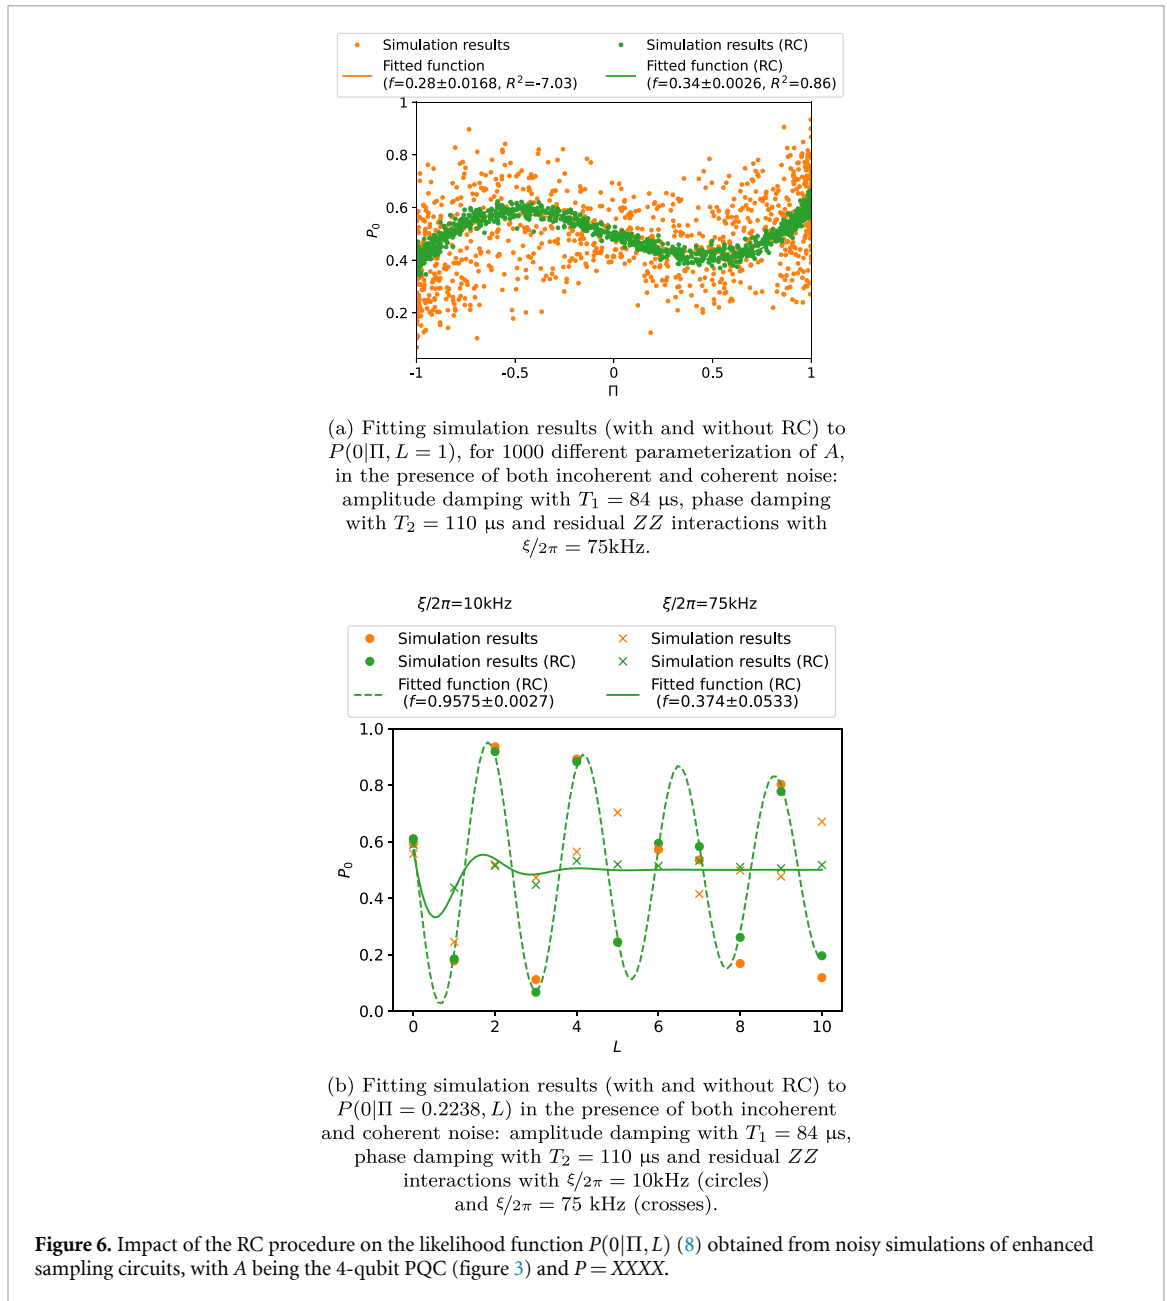 Simulation results
Fitted function
(f=0.28±0.0168, R²=-7.03)
Simulation results (RC)
Fitted function (RC)
(f=0.34±0.0026, R²=0.86)
1
0.8
0.6
0.4
0.2
P₀
-1 -0.5 0 0.5 1
Π
(a) Fitting simulation results (with and without RC) to
P(0|Π, L = 1), for 1000 different parameterization of A,
in the presence of both incoherent and coherent noise:
amplitude damping with T₁ = 84 μs, phase damping
with T₂ = 110 μs and residual ZZ interactions with
ξ/2π = 75kHz.
ξ/2π=10kHz
ξ/2π=75kHz
Simulation results
Simulation results (RC)
Fitted function (RC)
(f=0.9575±0.0027)
Simulation results
Simulation results (RC)
Fitted function (RC)
(f=0.374±0.0533)
1.0
0.8
0.6
0.4
0.2
0.0
P₀
0 2 4 6 8 10
L
(b) Fitting simulation results (with and without RC) to
P(0|Π = 0.2238, L) in the presence of both incoherent
and coherent noise: amplitude damping with T₁ = 84 μs,
phase damping with T₂ = 110 μs and residual ZZ
interactions with ξ/2π = 10kHz (circles)
and ξ/2π = 75 kHz (crosses).
Figure 6. Impact of the RC procedure on the likelihood function P(0|Π, L) (8) obtained from noisy simulations of enhanced
sampling circuits, with A being the 4-qubit PQC (figure 3) and P = XXXX.